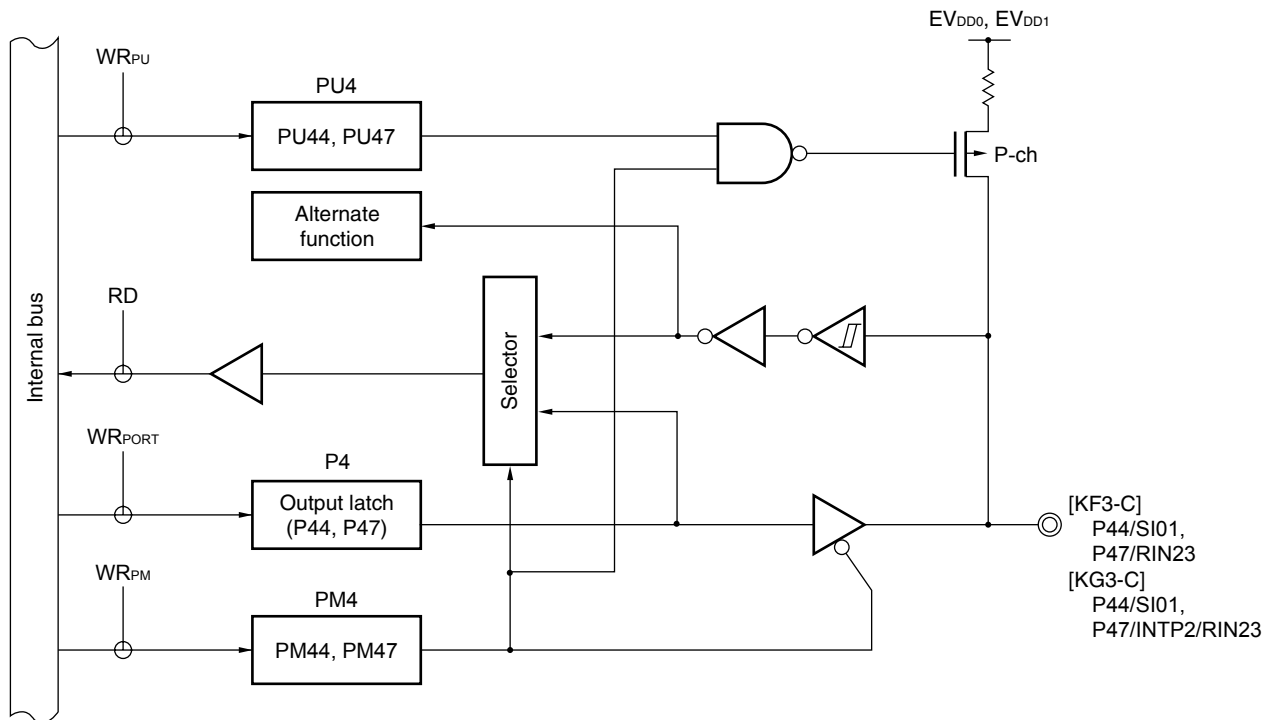 EVDD0, EVDD1
WRPU
PU4
PU44, PU47
P-ch
Alternate
function
RD
Internal bus
Selector
WRPORT
P4
Output latch
(P44, P47)
[KF3-C]
P44/SI01,
P47/RIN23
[KG3-C]
P44/SI01,
P47/INTP2/RIN23
WRPM
PM4
PM44, PM47